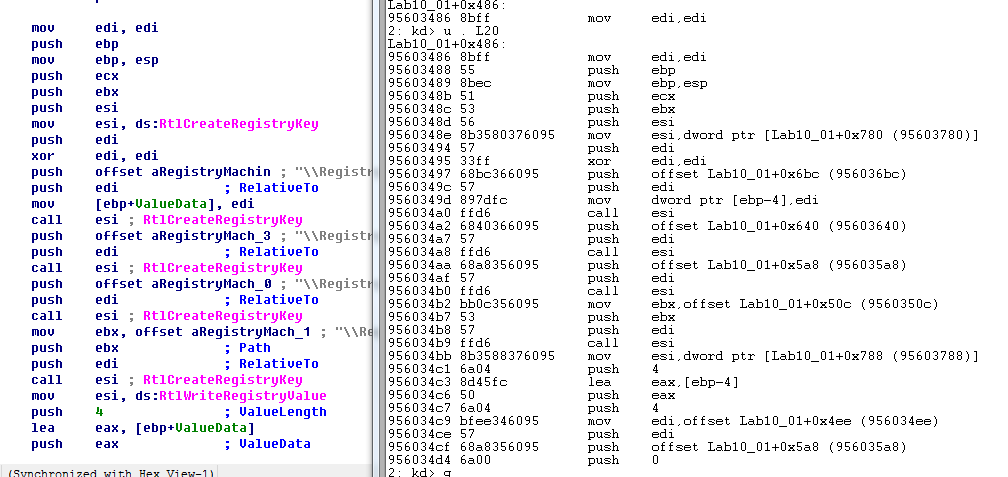 mov edi, edi
push ebp
mov ebp, esp
push ecx
push ebx
push esi
mov esi, ds:RtlCreateRegistryKey
push edi
xor edi, edi
push offset aRegistryMachin ; "\\Registr
push edi ; RelativeTo
mov [ebp+ValueData], edi
call esi ; RtlCreateRegistryKey
push offset aRegistryMach_3 ; "\\Registr
push edi ; RelativeTo
call esi ; RtlCreateRegistryKey
push offset aRegistryMach_0 ; "\\Registr
push edi ; RelativeTo
call esi ; RtlCreateRegistryKey
mov ebx, offset aRegistryMach_1 ; "\\Re
push ebx ; Path
push edi ; RelativeTo
call esi ; RtlCreateRegistryKey
mov esi, ds:RtlWriteRegistryValue
push 4 ; ValueLength
lea eax, [ebp+ValueData]
push eax ; ValueData
(Synchronized with Hex View-1)
Lab10_01+0x486:
95603486 8bff mov edi,edi
2: kd> u . L20
Lab10_01+0x486:
95603486 8bff mov edi,edi
95603488 55 push ebp
95603489 8bec mov ebp,esp
9560348b 51 push ecx
9560348c 53 push ebx
9560348d 56 push esi
9560348e 8b3580376095 mov esi,dword ptr [Lab10_01+0x780 (95603780)]
95603494 57 push edi
95603495 33ff xor edi,edi
95603497 68bc366095 push offset Lab10_01+0x6bc (956036bc)
9560349c 57 push edi
9560349d 897dfc mov dword ptr [ebp-4],edi
956034a0 ffd6 call esi
956034a2 6840366095 push offset Lab10_01+0x640 (95603640)
956034a7 57 push edi
956034a8 ffd6 call esi
956034aa 68a8356095 push offset Lab10_01+0x5a8 (956035a8)
956034af 57 push edi
956034b0 ffd6 call esi
956034b2 bb0c356095 mov ebx,offset Lab10_01+0x50c (9560350c)
956034b7 53 push ebx
956034b8 57 push edi
956034b9 ffd6 call esi
956034bb 8b3588376095 mov esi,dword ptr [Lab10_01+0x788 (95603788)]
956034c1 6a04 push 4
956034c3 8d45fc lea eax,[ebp-4]
956034c6 50 push eax
956034c7 6a04 push 4
956034c9 bfee346095 mov edi,offset Lab10_01+0x4ee (956034ee)
956034ce 57 push edi
956034cf 68a8356095 push offset Lab10_01+0x5a8 (956035a8)
956034d4 6a00 push 0
2: kd> g